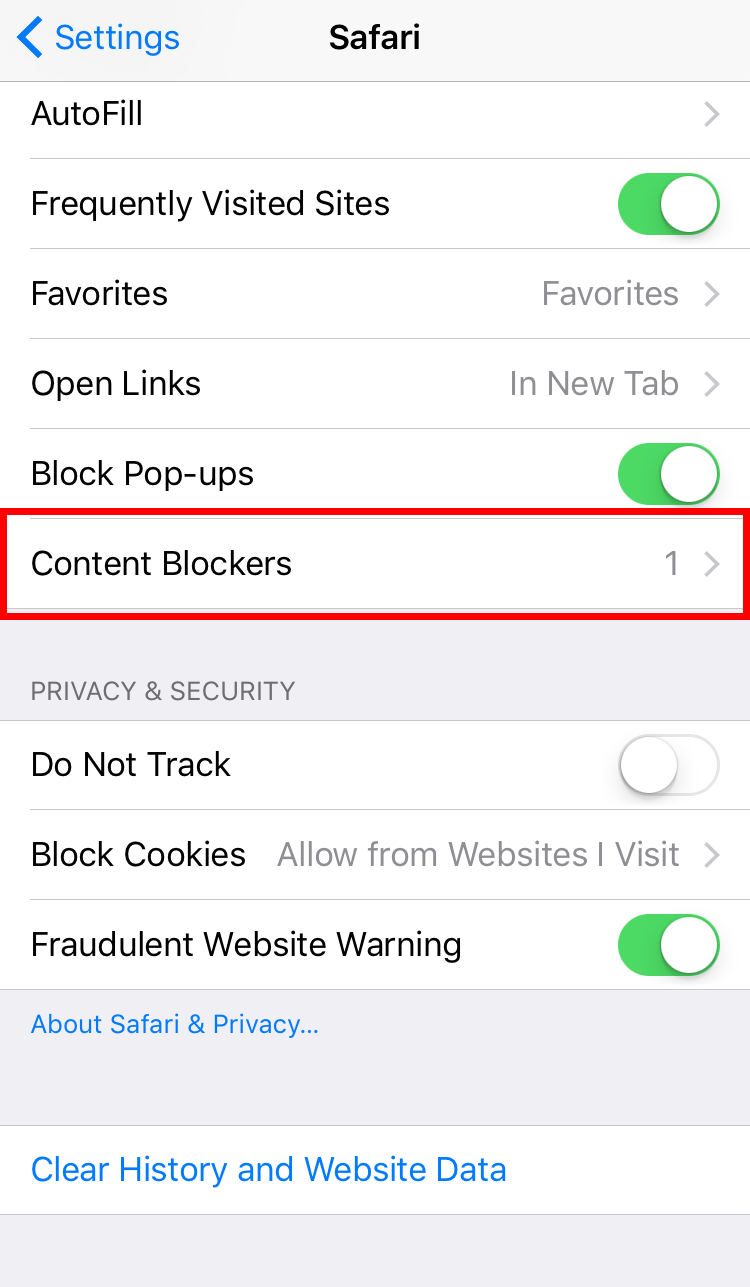 Settings Safari
AutoFill
Frequently Visited Sites
Favorites Favorites
Open Links In New Tab
Block Pop-ups
Content Blockers 1
PRIVACY & SECURITY
Do Not Track
Block Cookies Allow from Websites I Visit
Fraudulent Website Warning
About Safari & Privacy...
Clear History and Website Data